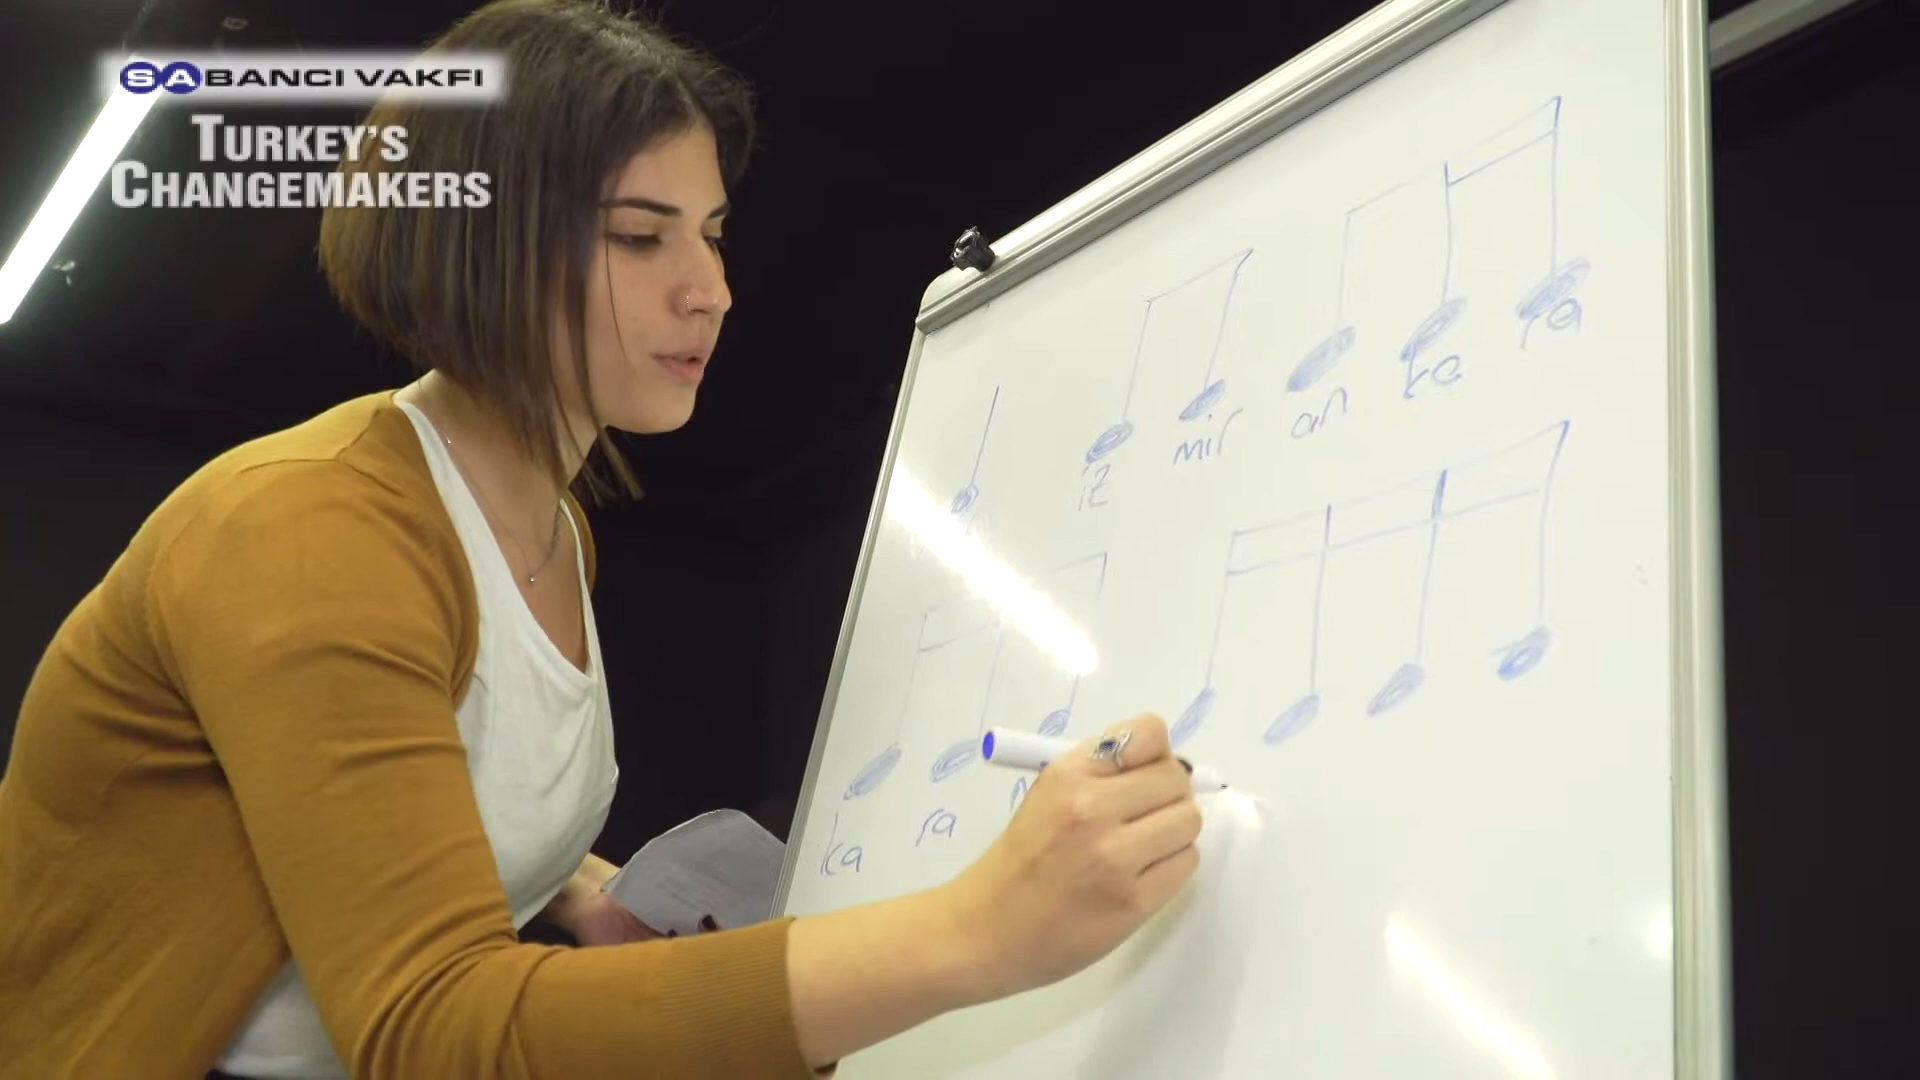 SABANCI VAKFI
TURKEY'S
CHANGEMAKERS
iz mir an ka ra
ka ra